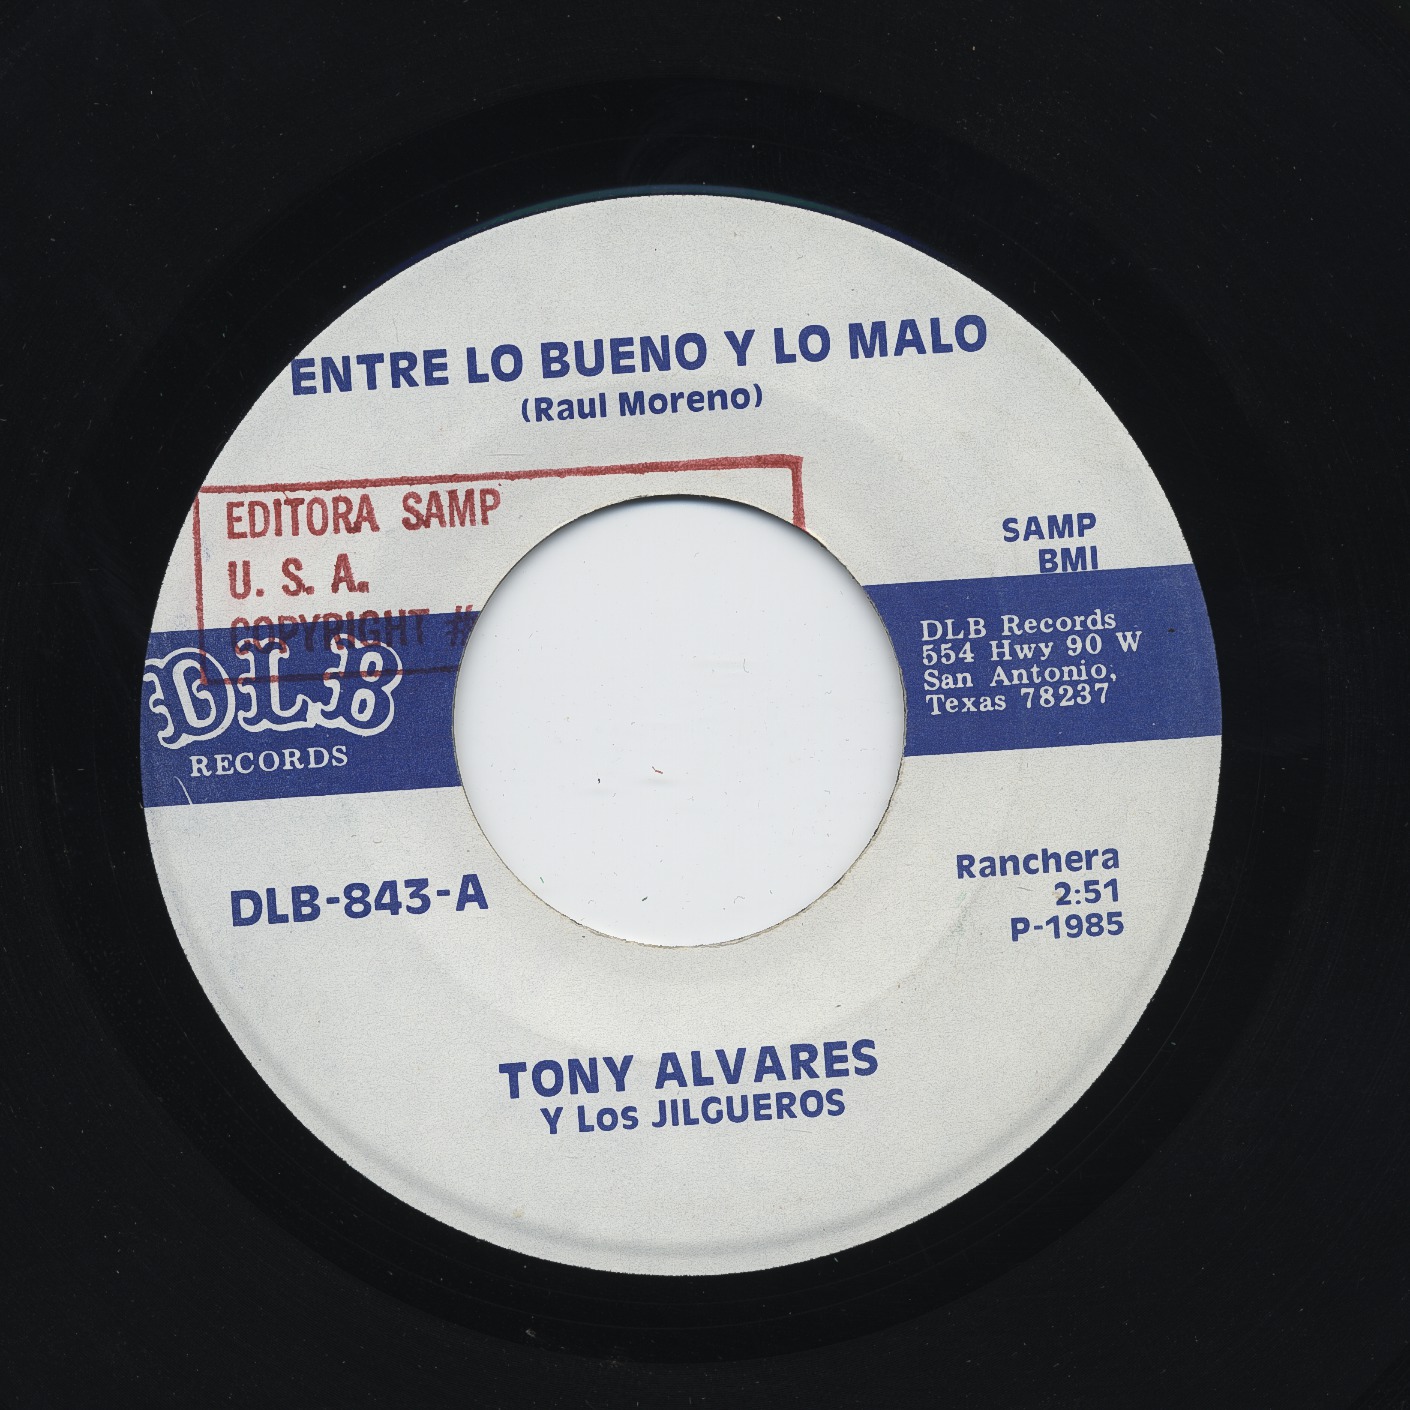 ENTRE LO BUENO Y LO MALO
(Raul Moreno)
EDITORA SAMP
U. S. A.
COPYRIGHT #
SAMP
BMI
DLB
RECORDS
DLB Records
554 Hwy 90 W
San Antonio,
Texas 78237
DLB-843-A
Ranchera
2:51
P-1985
TONY ALVARES
Y Los JILGUEROS